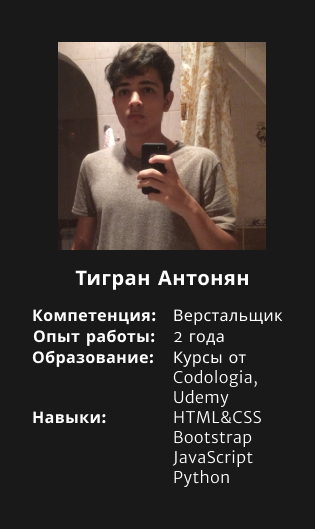 Тигран Антонян
Компетенция: Верстальщик
Опыт работы: 2 года
Образование: Курсы от
Codologia,
Udemy
Навыки: HTML&CSS
Bootstrap
JavaScript
Python